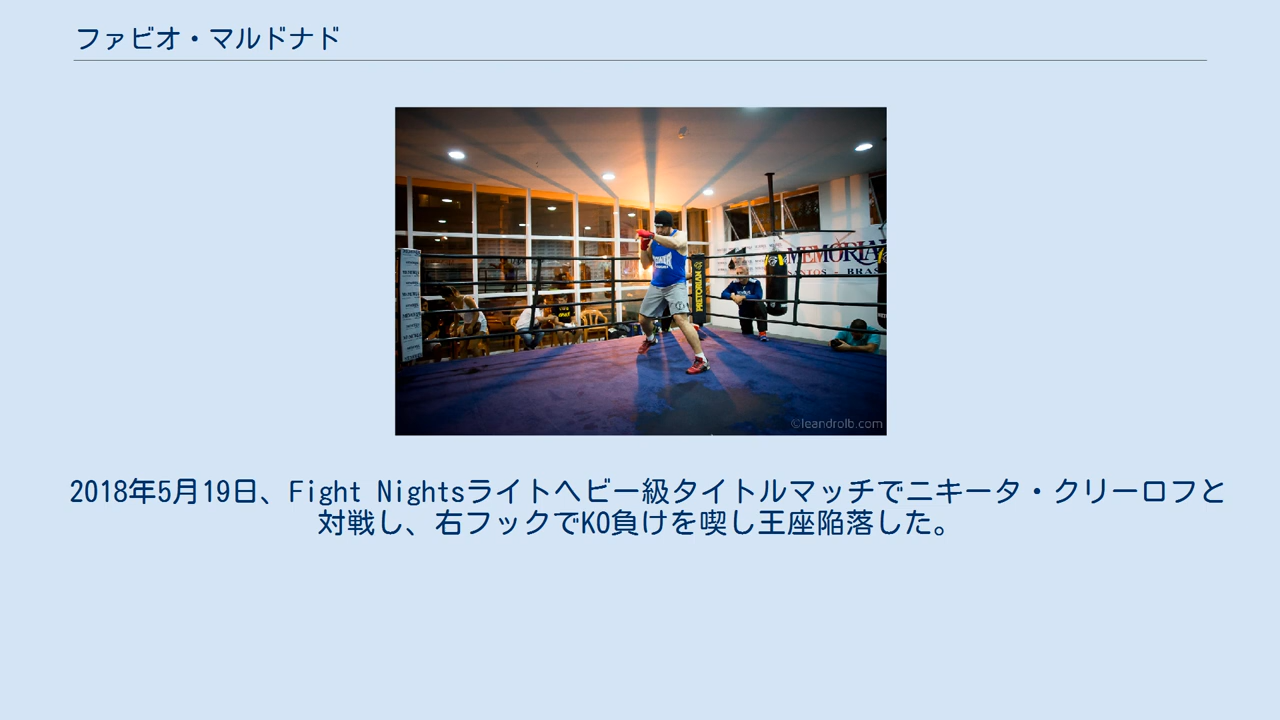 ファビオ・マルドナド
MEMORIA
PRETORIAN
©leandrolb.com
2018年5月19日、Fight Nightsライトヘビー級タイトルマッチでニキータ・クリーロフと
対戦し、右フックでKO負けを喫し王座陥落した。